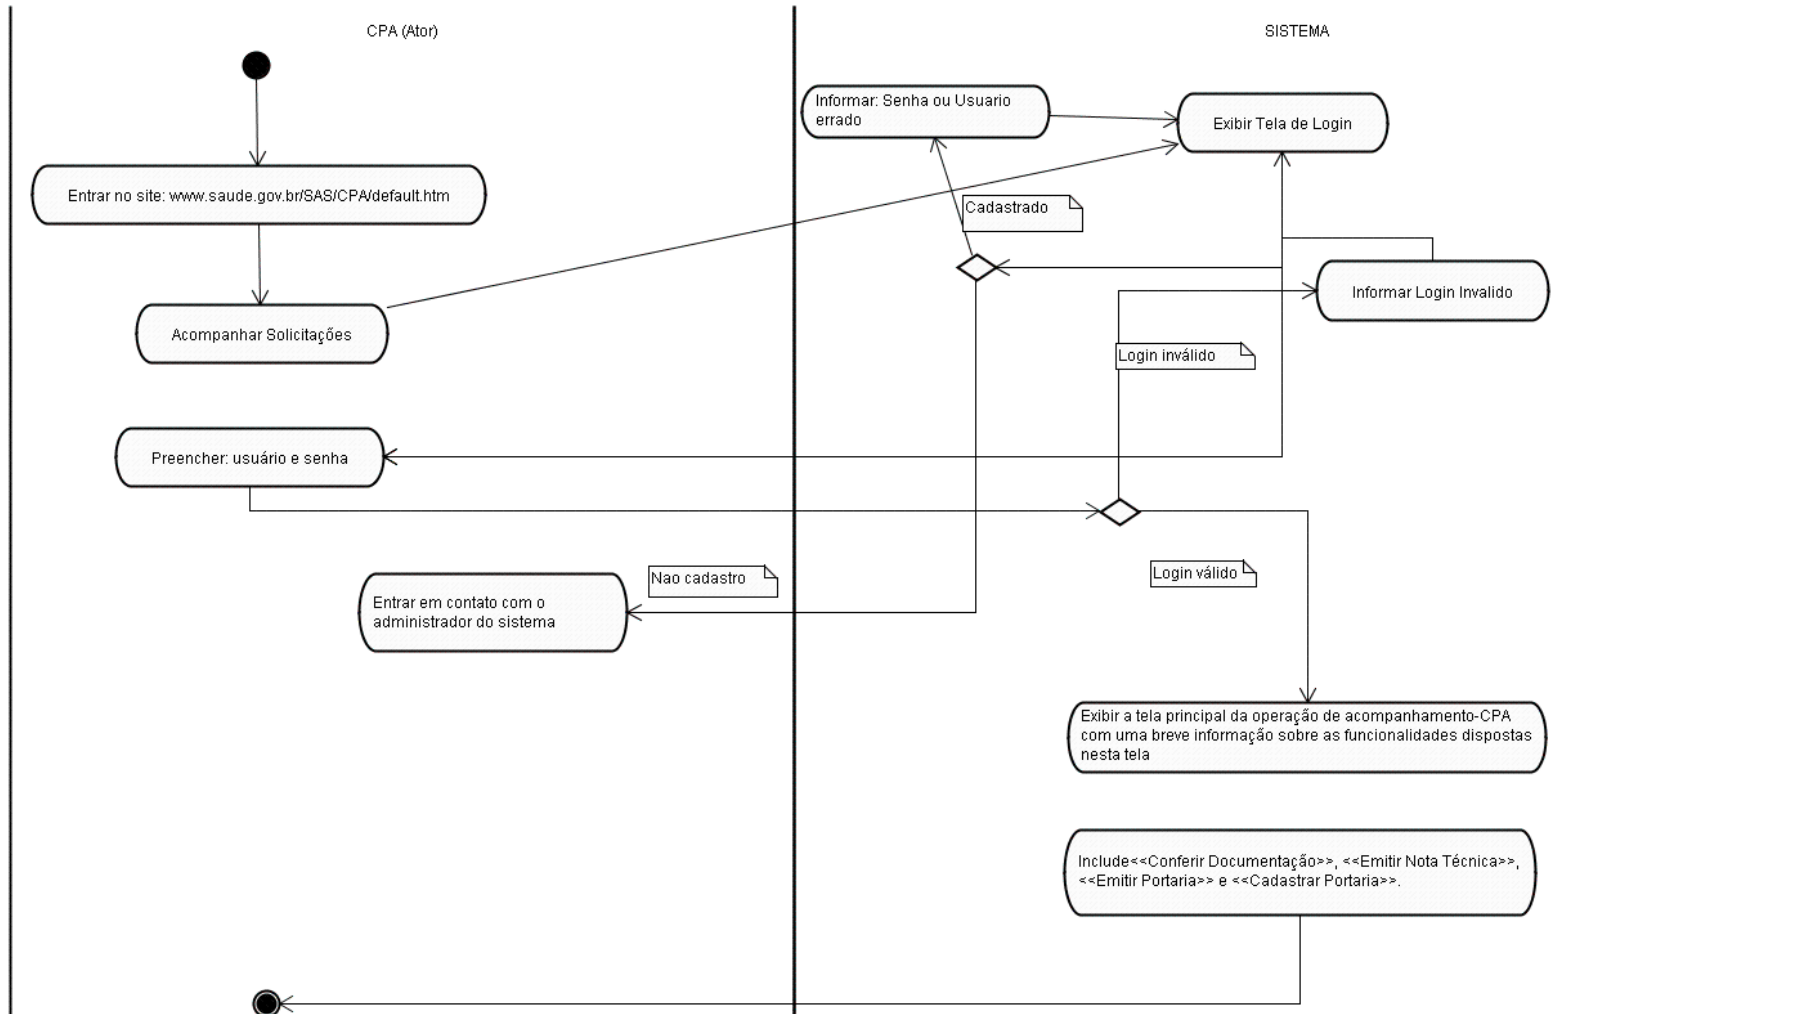 CPA (Ator)
SISTEMA
Informar: Senha ou Usuario
errado
Exibir Tela de Login
Entrar no site: www.saude.gov.br/SAS/CPA/default.htm
Cadastrado
Informar Login Invalido
Acompanhar Solicitações
Login inválido
Preencher: usuário e senha
Login válido
Nao cadastro
Entrar em contato com o
administrador do sistema
Exibir a tela principal da operação de acompanhamento-CPA
com uma breve informação sobre as funcionalidades dispostas
nesta tela
Include<<Conferir Documentação>>, <<Emitir Nota Técnica>>,
<<Emitir Portaria>> e <<Cadastrar Portaria>>.